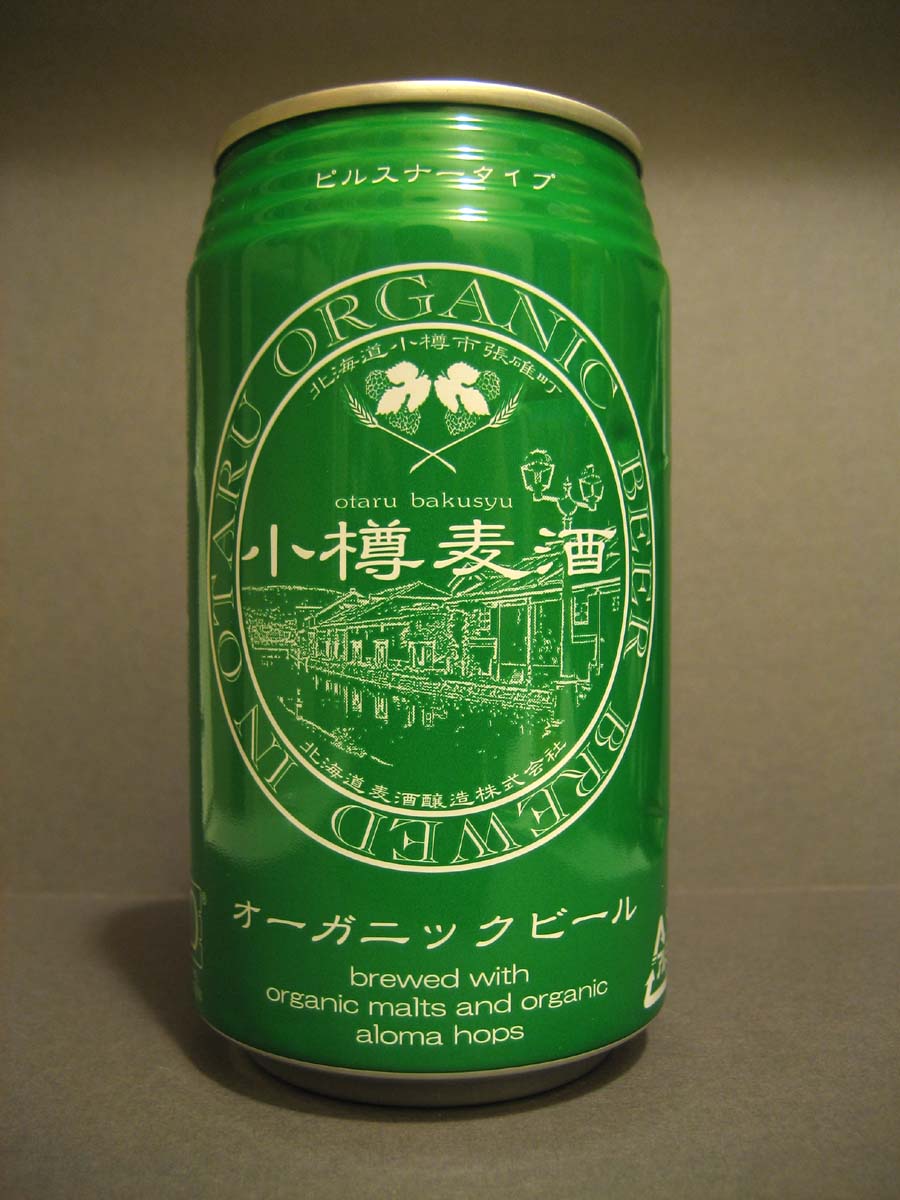 ピルスナータイプ
OTARU ORGANIC BEER BREWED IN
北海道小樽市張碓町
otaru bakusyu
小樽麦酒
北海道麦酒醸造株式会社
オーガニックビール
brewed with
organic malts and organic
aloma hops